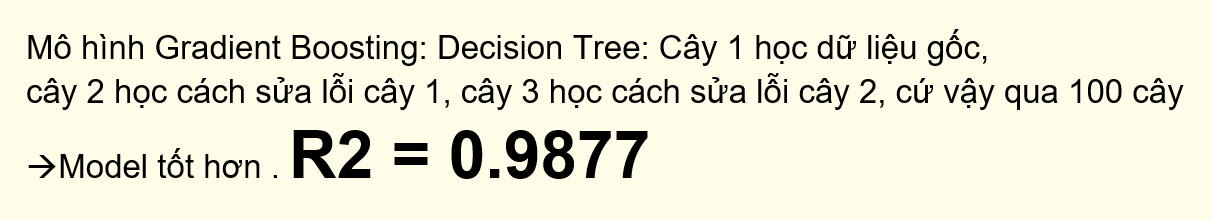 Mô hình Gradient Boosting: Decision Tree: Cây 1 học dữ liệu gốc,
cây 2 học cách sửa lỗi cây 1, cây 3 học cách sửa lỗi cây 2, cứ vậy qua 100 cây
→Model tốt hơn . R2 = 0.9877